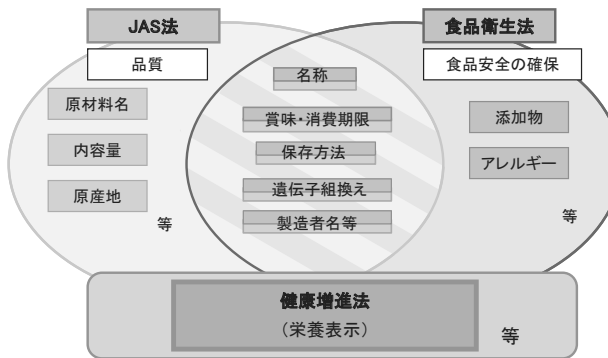 JAS法
食品衛生法
品質
食品安全の確保
原材料名
内容量
原産地
等
名称
賞味・消費期限
保存方法
遺伝子組換え
製造者名等
添加物
アレルギー
等
健康増進法
（栄養表示）
等